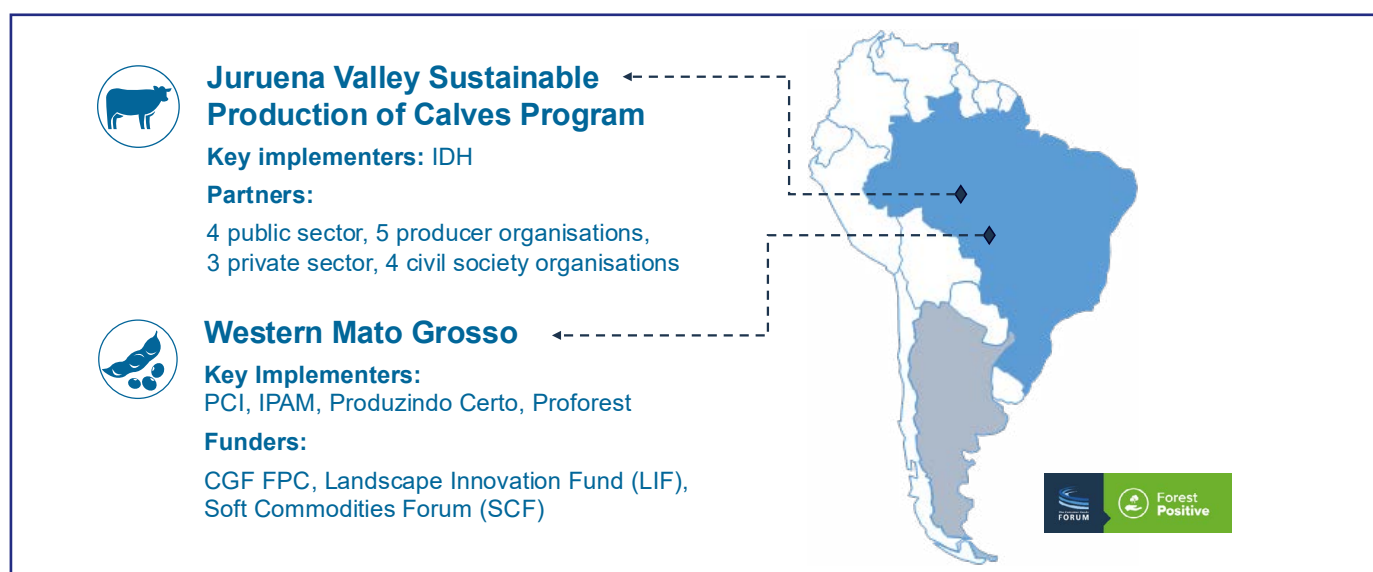 Juruena Valley Sustainable
Production of Calves Program
Key implementers: IDH
Partners:
4 public sector, 5 producer organisations,
3 private sector, 4 civil society organisations
Western Mato Grosso
Key Implementers:
PCI, IPAM, Produzindo Certo, Proforest
Funders:
CGF FPC, Landscape Innovation Fund (LIF),
Soft Commodities Forum (SCF)
FORUM
Forest
Positive